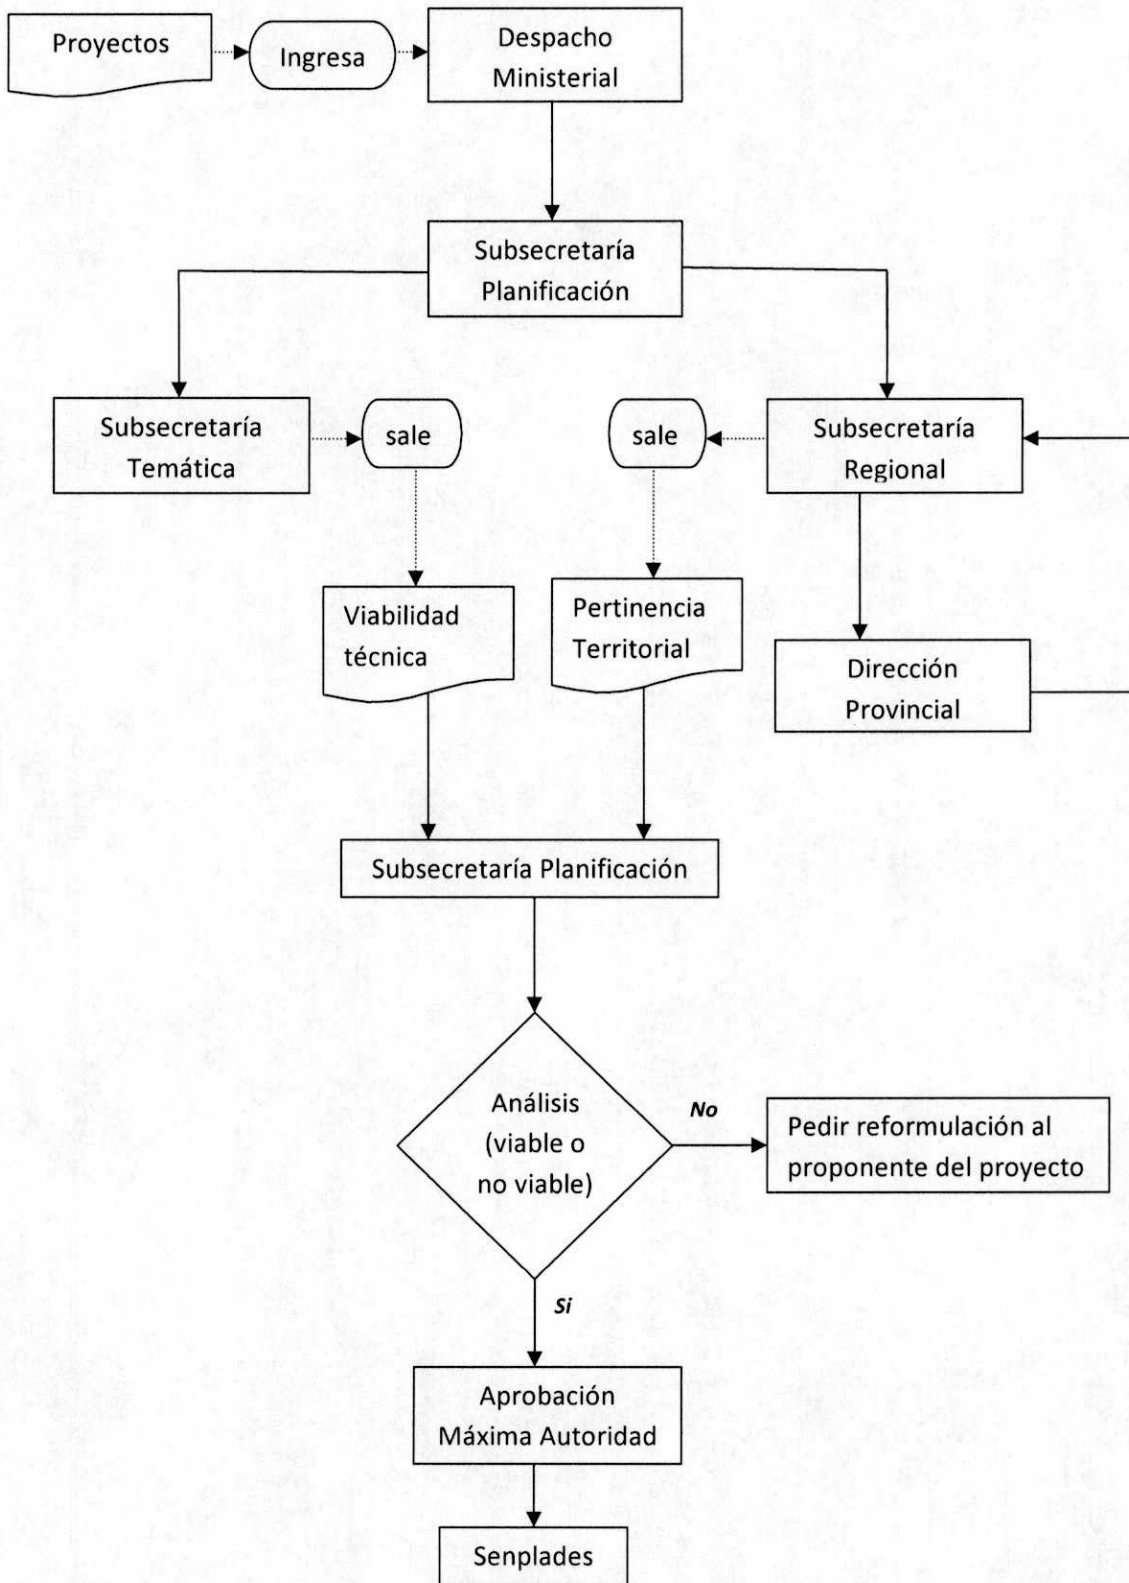 Proyectos
Ingresa
Despacho
Ministerial
Subsecretaría
Planificación
Subsecretaría
Temática
sale
sale
Subsecretaría
Regional
Viabilidad
técnica
Pertinencia
Territorial
Dirección
Provincial
Subsecretaría Planificación
Análisis
(viable o
no viable)
No
Pedir reformulación al
proponente del proyecto
Si
Aprobación
Máxima Autoridad
Senplades